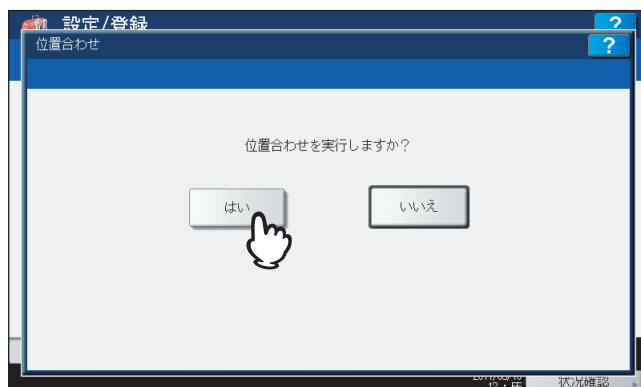 設定/登録
?
位置合わせ
?
位置合わせを実行しますか?
はい
いいえ
状況確認